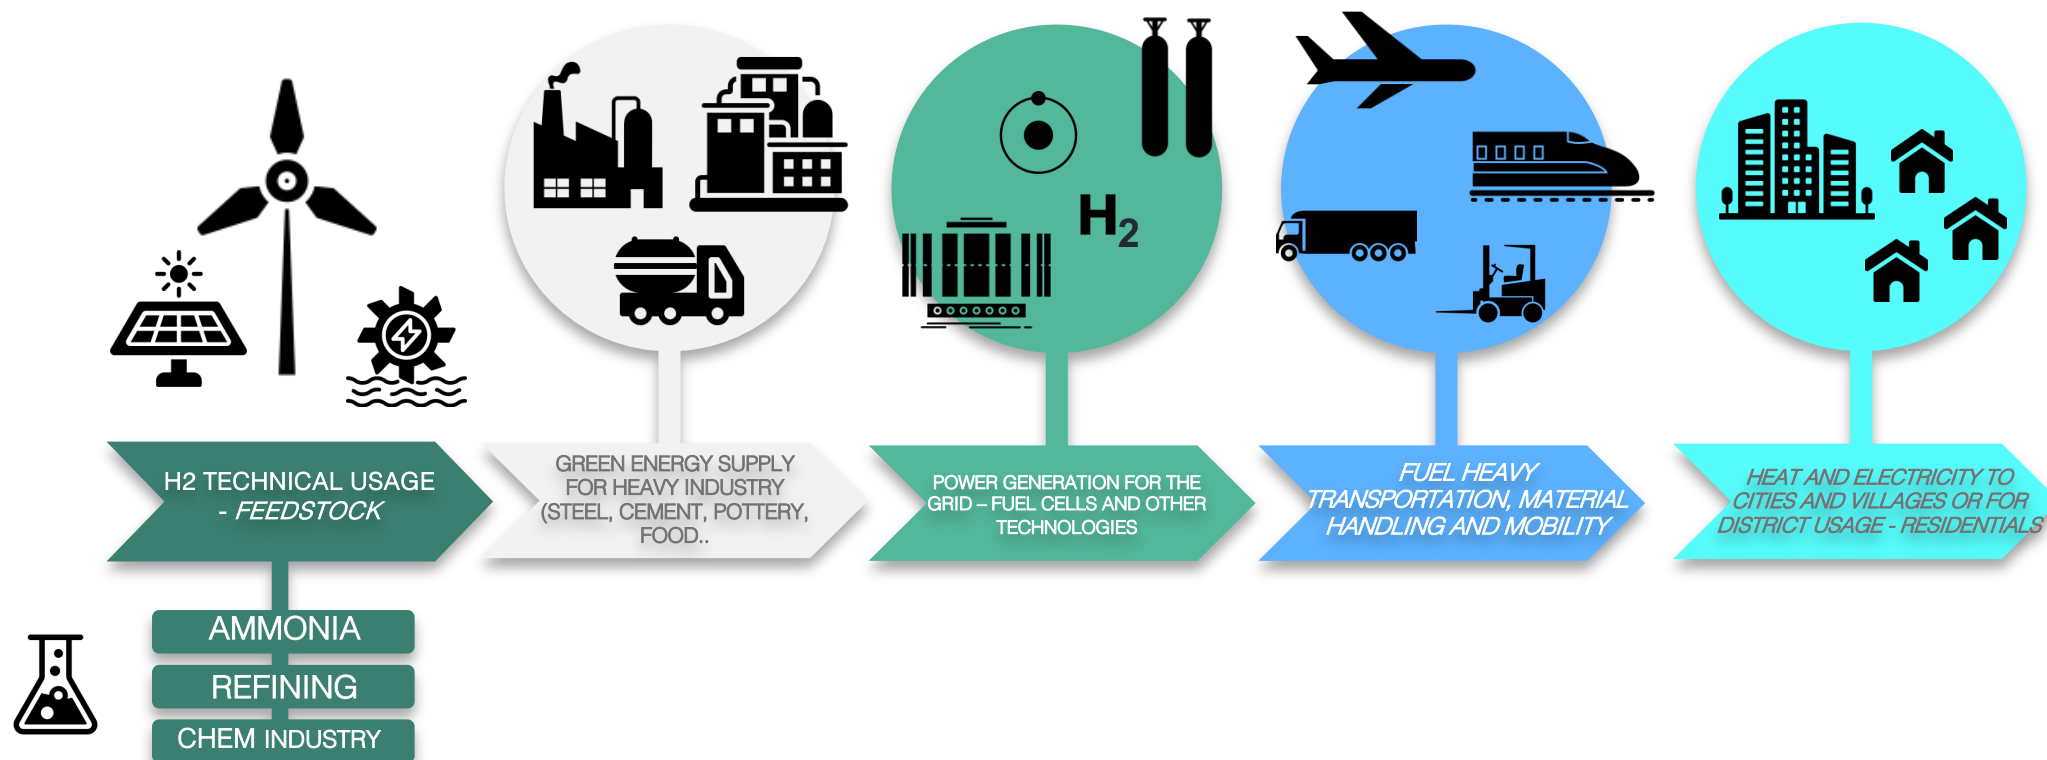 H2
H2 TECHNICAL USAGE
- FEEDSTOCK
GREEN ENERGY SUPPLY
FOR HEAVY INDUSTRY
(STEEL, CEMENT, POTTERY,
FOOD..
POWER GENERATION FOR THE
GRID – FUEL CELLS AND OTHER
TECHNOLOGIES
FUEL HEAVY
TRANSPORTATION, MATERIAL
HANDLING AND MOBILITY
HEAT AND ELECTRICITY TO
CITIES AND VILLAGES OR FOR
DISTRICT USAGE - RESIDENTIALS
AMMONIA
REFINING
CHEM INDUSTRY